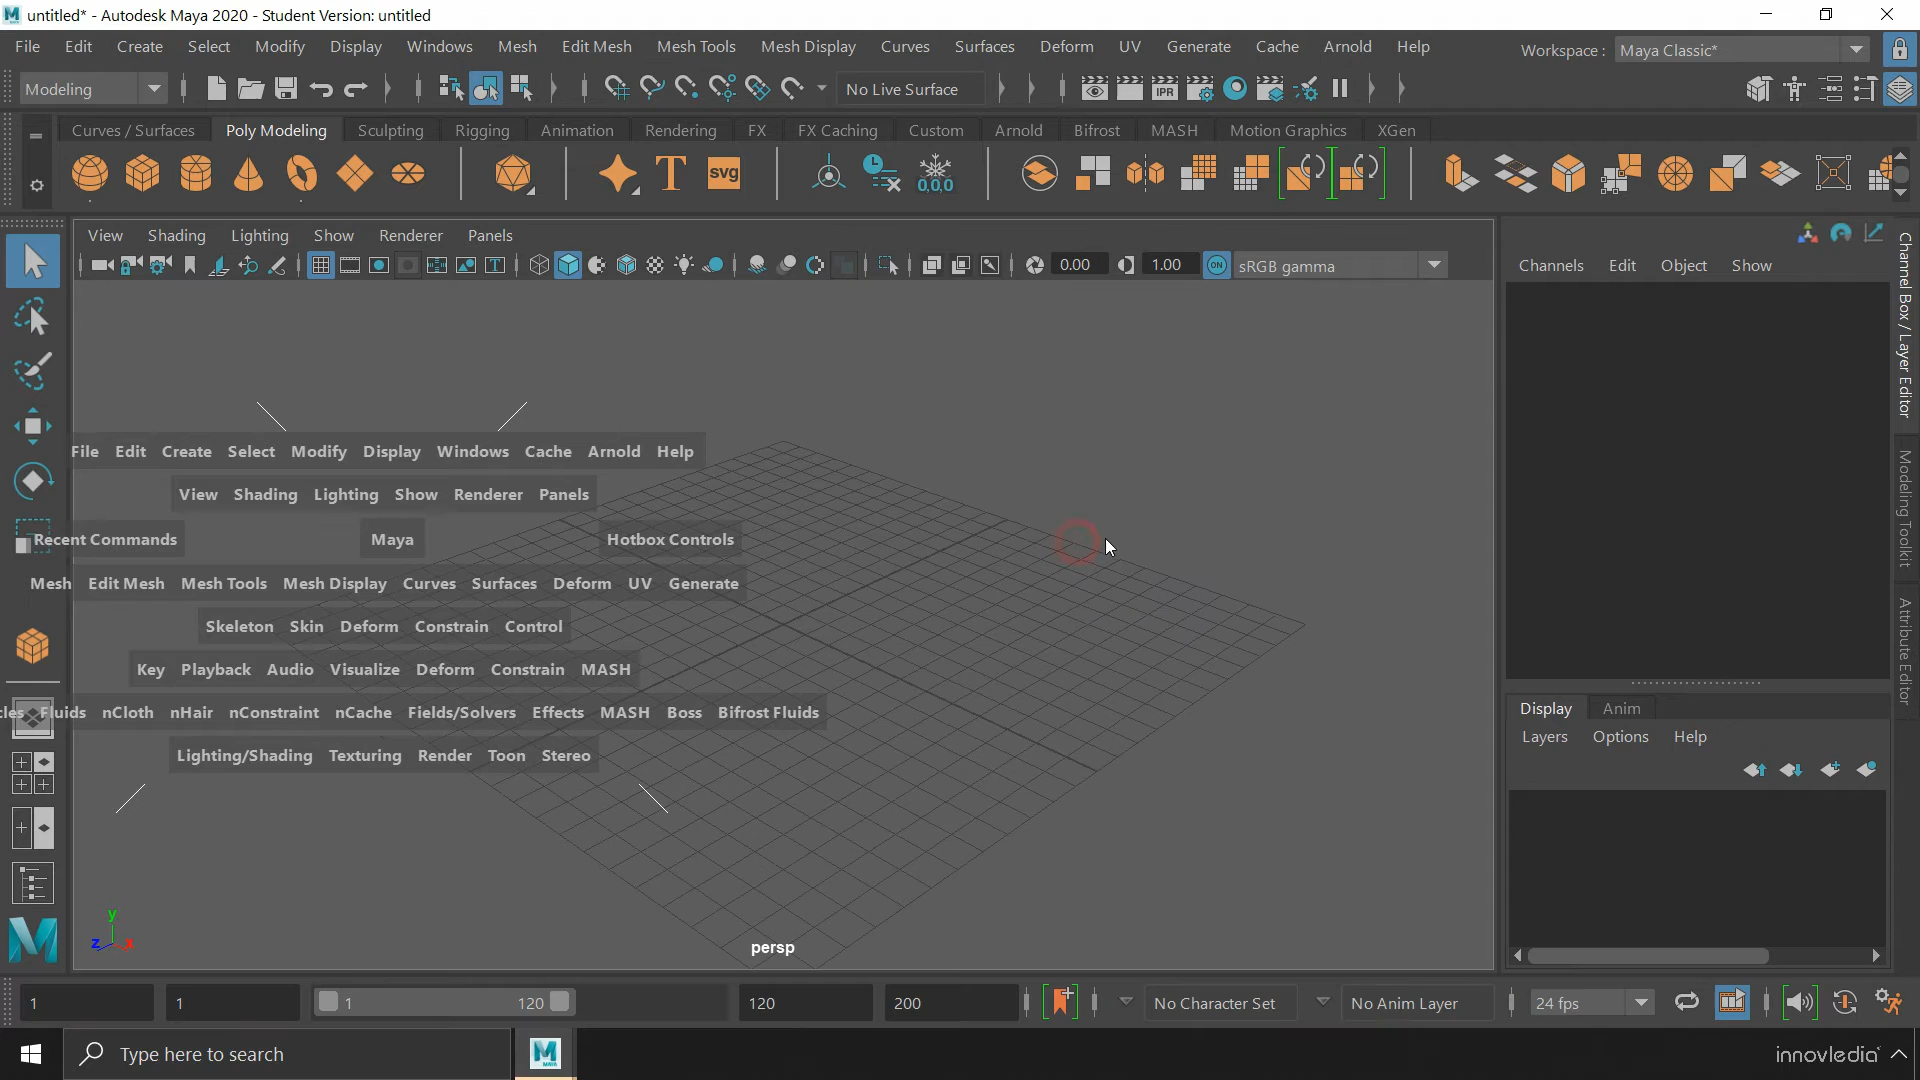 untitled* - Autodesk Maya 2020 - Student Version: untitled
File Edit Create Select Modify Display Windows Mesh Edit Mesh Mesh Tools Mesh Display Curves Surfaces Deform UV Generate Cache Arnold Help Workspace : Maya Classic*
Modeling No Live Surface IPR
Curves / Surfaces Poly Modeling Sculpting Rigging Animation Rendering FX FX Caching Custom Arnold Bifrost MASH Motion Graphics XGen
T svg 0,0,0
View Shading Lighting Show Renderer Panels
0.00 1.00 ON sRGB gamma
Channels Edit Object Show
Channel Box / Layer Editor
Modeling Toolkit
Attribute Editor
File Edit Create Select Modify Display Windows Cache Arnold Help
View Shading Lighting Show Renderer Panels
Recent Commands Maya Hotbox Controls
Mesh Edit Mesh Mesh Tools Mesh Display Curves Surfaces Deform UV Generate
Skeleton Skin Deform Constrain Control
Key Playback Audio Visualize Deform Constrain MASH
Fluids nCloth nHair nConstraint nCache Fields/Solvers Effects MASH Boss Bifrost Fluids
Lighting/Shading Texturing Render Toon Stereo
Display Anim
Layers Options Help
y
z x
persp
1 1 1 120 120 200 No Character Set No Anim Layer 24 fps
Type here to search MAYA innovledia